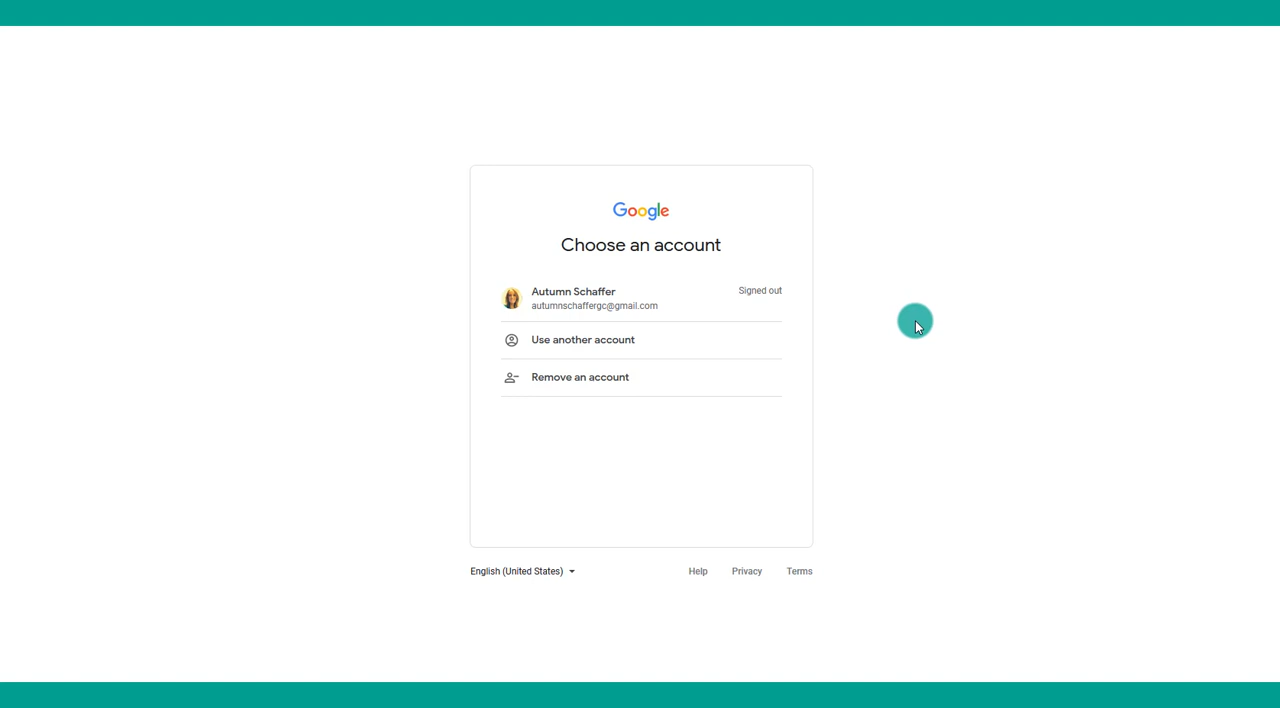 Google
Choose an account
Autumn Schaffer
Signed out
autumnschaffergc@gmail.com
Use another account
Remove an account
English (United States)
Help Privacy Terms